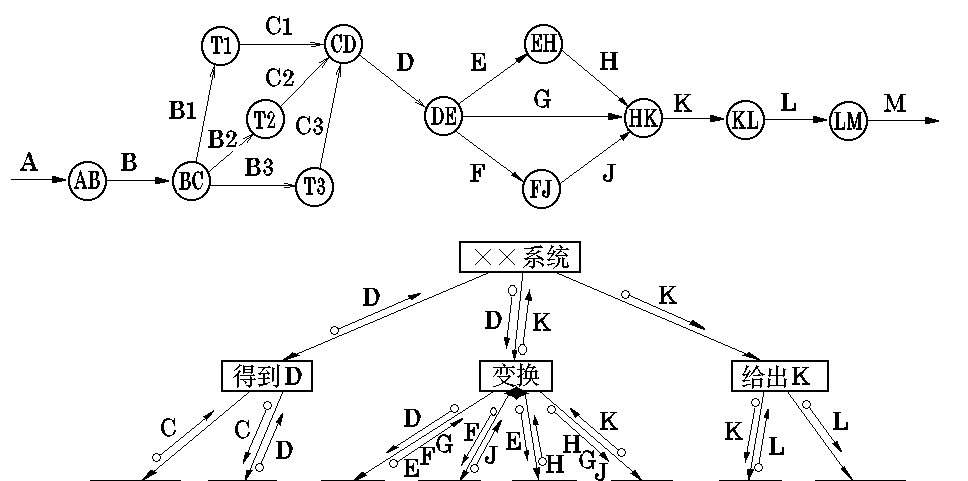 C1
T1
CD
D
E
EH
H
B1
C2
T2
C3
G
DE
HK
K
KL
L
LM
M
B2
A
AB
B
BC
B3
T3
F
FJ
J
××系统
D
D
K
K
得到D
变换
给出K
C
C
D
D
E
F
G
F
J
E
H
H
G
J
K
K
L
L